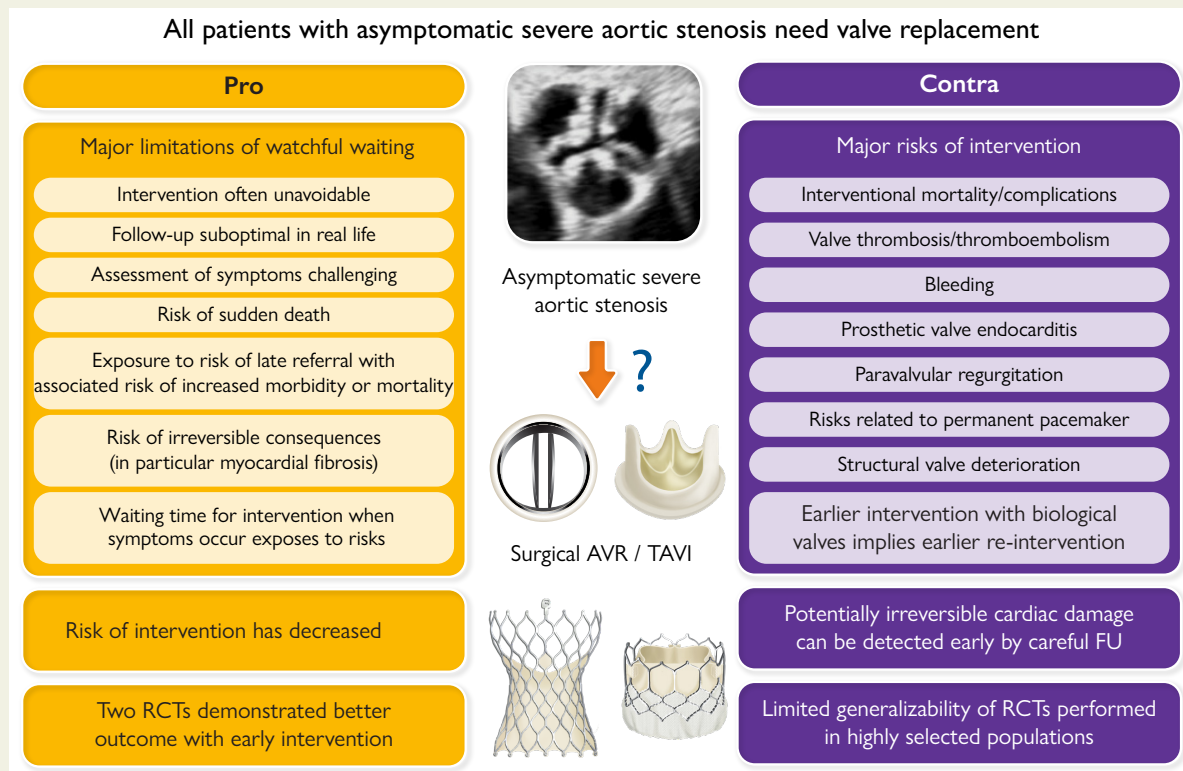 All patients with asymptomatic severe aortic stenosis need valve replacement
Pro
Major limitations of watchful waiting
Intervention often unavoidable
Follow-up suboptimal in real life
Assessment of symptoms challenging
Risk of sudden death
Exposure to risk of late referral with
associated risk of increased morbidity or mortality
Risk of irreversible consequences
(in particular myocardial fibrosis)
Waiting time for intervention when
symptoms occur exposes to risks
Risk of intervention has decreased
Two RCTs demonstrated better
outcome with early intervention
Asymptomatic severe
aortic stenosis
?
Surgical AVR / TAVI
Contra
Major risks of intervention
Interventional mortality/complications
Valve thrombosis/thromboembolism
Bleeding
Prosthetic valve endocarditis
Paravalvular regurgitation
Risks related to permanent pacemaker
Structural valve deterioration
Earlier intervention with biological
valves implies earlier re-intervention
Potentially irreversible cardiac damage
can be detected early by careful FU
Limited generalizability of RCTs performed
in highly selected populations